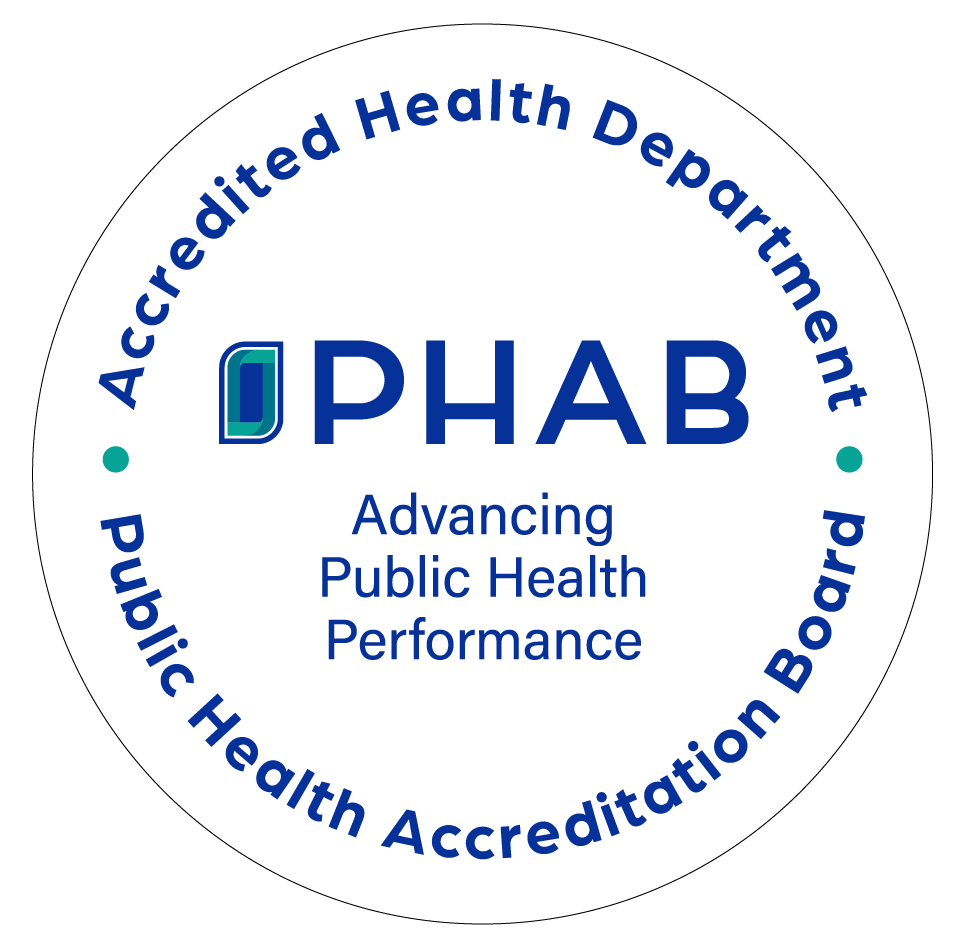 Accredited Health Department
PHAB
Advancing
Public Health
Performance
Public Health Accreditation Board